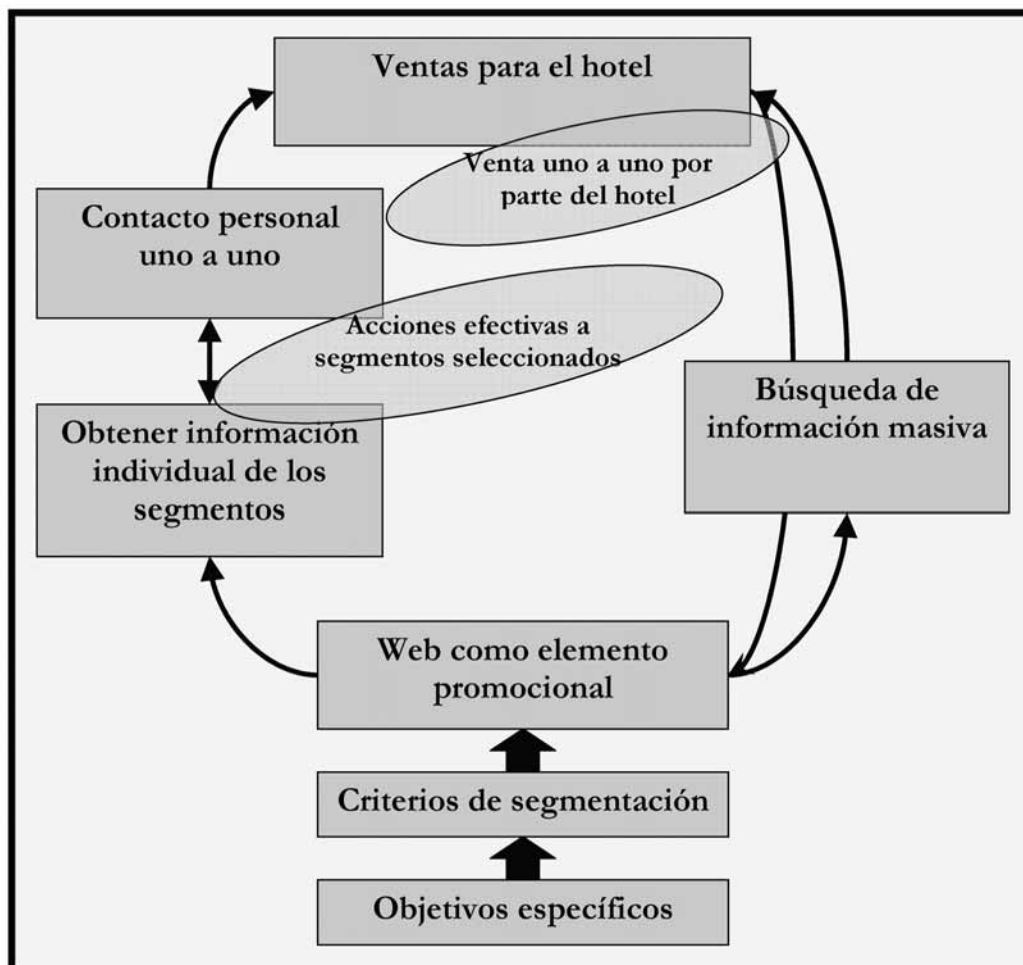 Ventas para el hotel
Venta uno a uno por
parte del hotel
Contacto personal
uno a uno
Acciones efectivas a
segmentos seleccionados
Búsqueda de
información masiva
Obtener información
individual de los
segmentos
Web como elemento
promocional
Criterios de segmentación
Objetivos específicos